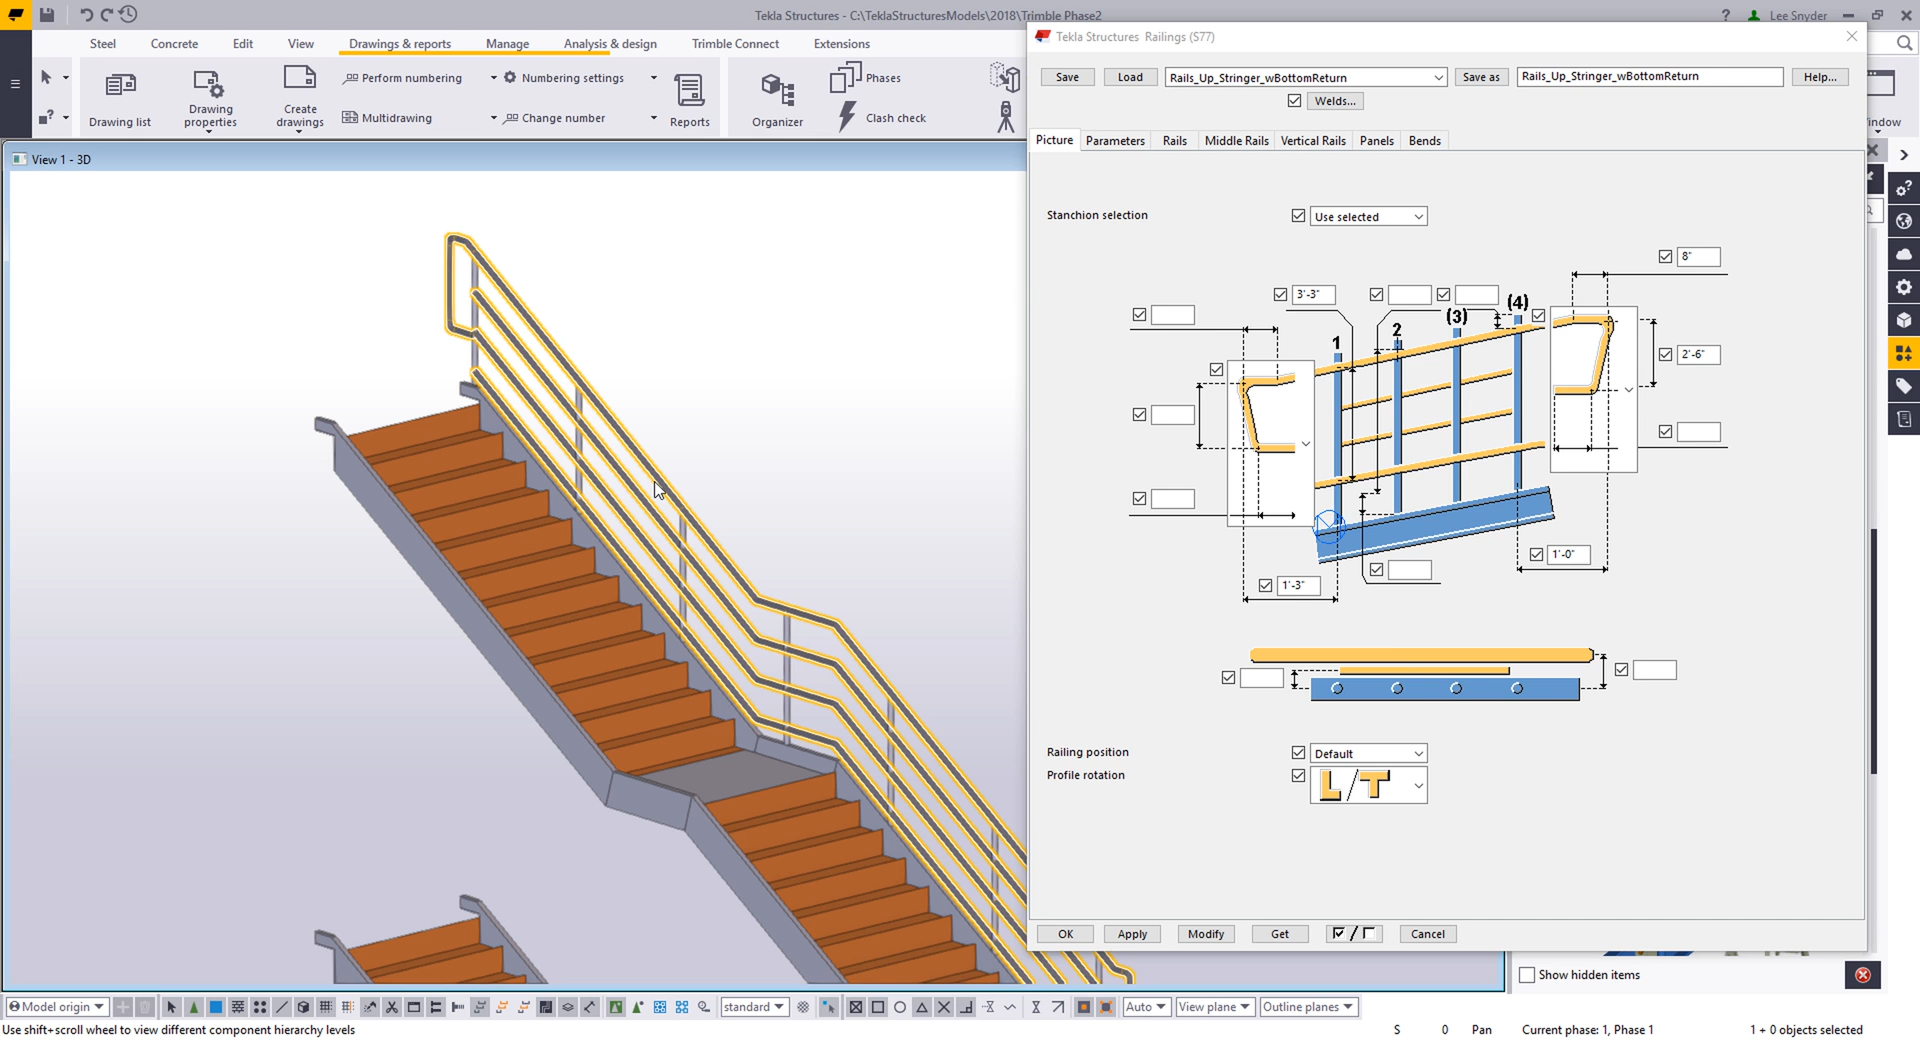 Tekla Structures - C:\TeklaStructuresModels\2018\Trimble Phase2
? Lee Snyder
Steel Concrete Edit View Drawings & reports Manage Analysis & design Trimble Connect Extensions
Drawing list
Drawing properties
Create drawings
Perform numbering
Multidrawing
Numbering settings
Change number
Reports
Organizer
Phases
Clash check
indow
View 1 - 3D
Tekla Structures Railings (S77)
Save Load Rails_Up_Stringer_wBottomReturn Save as Rails_Up_Stringer_wBottomReturn Help...
Welds...
Picture Parameters Rails Middle Rails Vertical Rails Panels Bends
Stanchion selection Use selected
8"
3'-3"
1 2 (3) (4)
2'-6"
1'-0"
1'-3"
Railing position Default
Profile rotation L/T
OK Apply Modify Get / Cancel
Show hidden items
Model origin standard Auto View plane Outline planes
Use shift+scroll wheel to view different component hierarchy levels
S 0 Pan Current phase: 1, Phase 1 1 + 0 objects selected